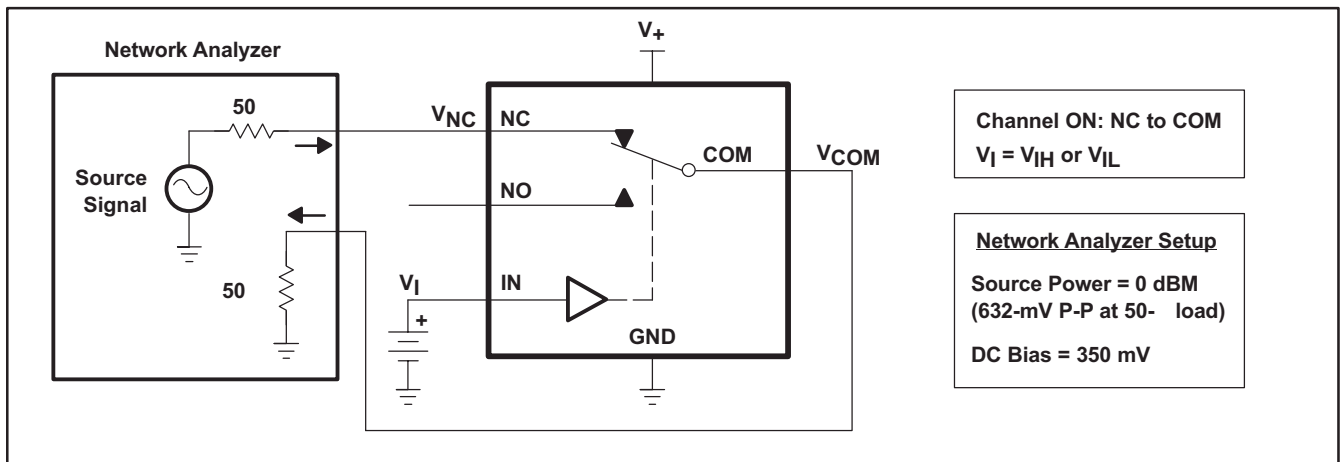 Network Analyzer
50
Source
Signal
50
V+
VNC
NC
COM
VCOM
NO
VI
+
IN
GND
Channel ON: NC to COM
VI = VIH or VIL
Network Analyzer Setup
Source Power = 0 dBM
(632-mV P-P at 50- load)
DC Bias = 350 mV